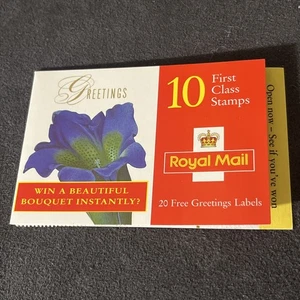 GREETINGS
WIN A BEAUTIFUL
BOUQUET INSTANTLY?
10 First
Class
Stamps
Royal Mail
20 Free Greetings Labels
Open now – See if you've won